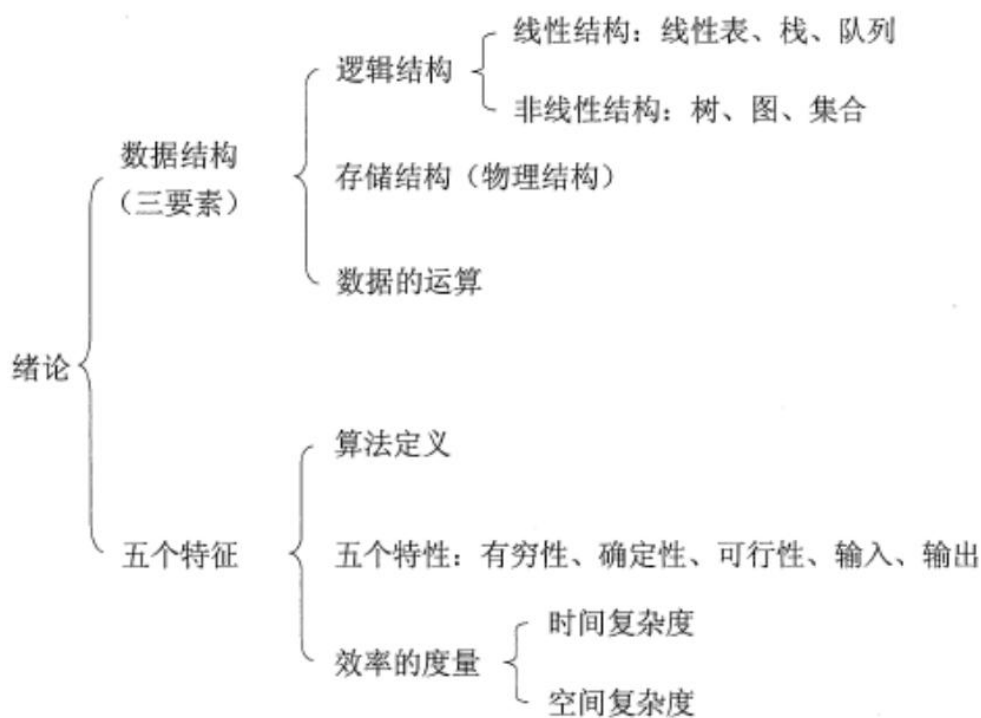 线性结构：线性表、栈、队列
逻辑结构
非线性结构：树、图、集合
数据结构
（三要素）
存储结构（物理结构）
数据的运算
绪论
算法定义
五个特征
五个特性：有穷性、确定性、可行性、输入、输出
时间复杂度
效率的度量
空间复杂度